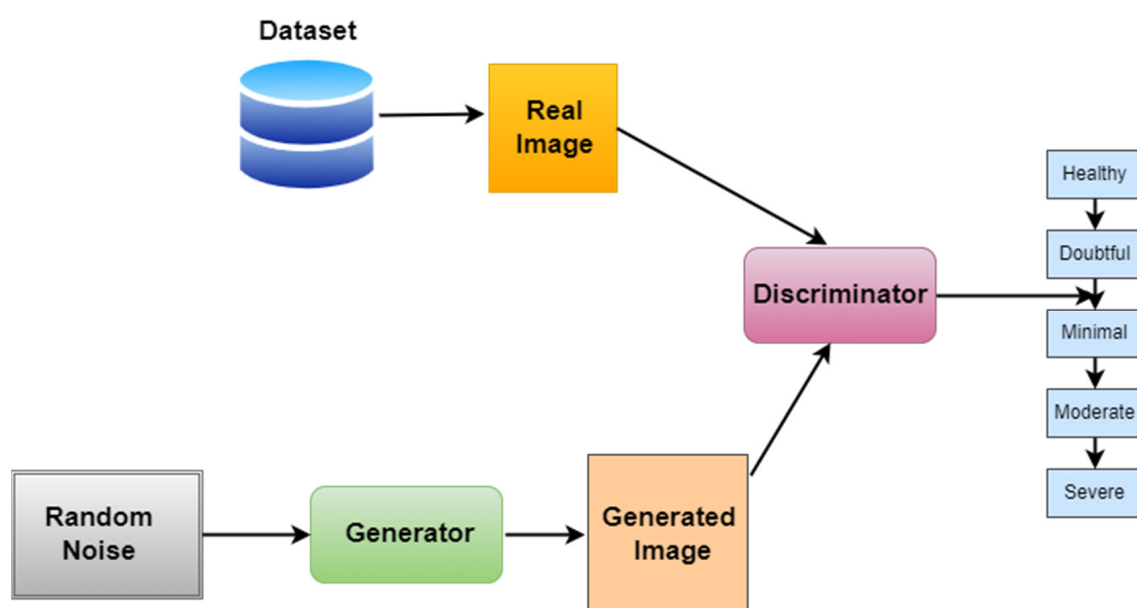 Dataset
Real
Image
Healthy
Doubtful
Discriminator
Minimal
Moderate
Severe
Random
Noise
Generator
Generated
Image